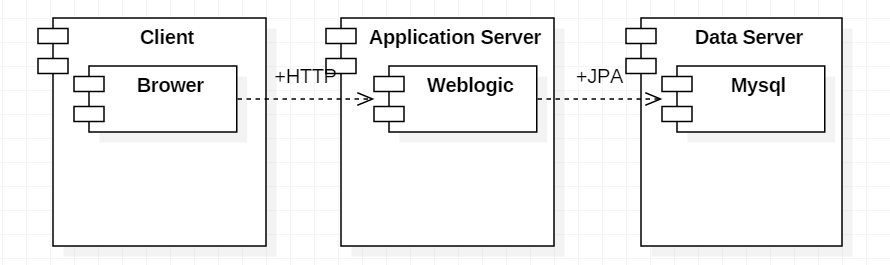 Client
Application Server
Data Server
+HTTP
+JPA
Brower
Weblogic
Mysql